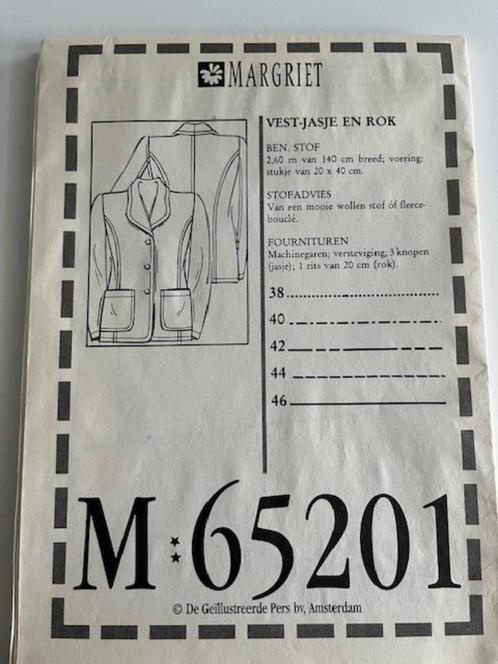 MARGRIET
VEST-JASJE EN ROK
BEN. STOF
2,60 m van 140 cm breed; voering:
stukje van 20 x 40 cm.
STOFADVIES
Van een mooie wollen stof óf fleece-
bouclé.
FOURNITUREN
Machinegaren; versteviging; 3 knopen
(jasje); 1 rits van 20 cm (rok).
38
40
42
44
46
M 65201
© De Geïllustreerde Pers bv, Amsterdam